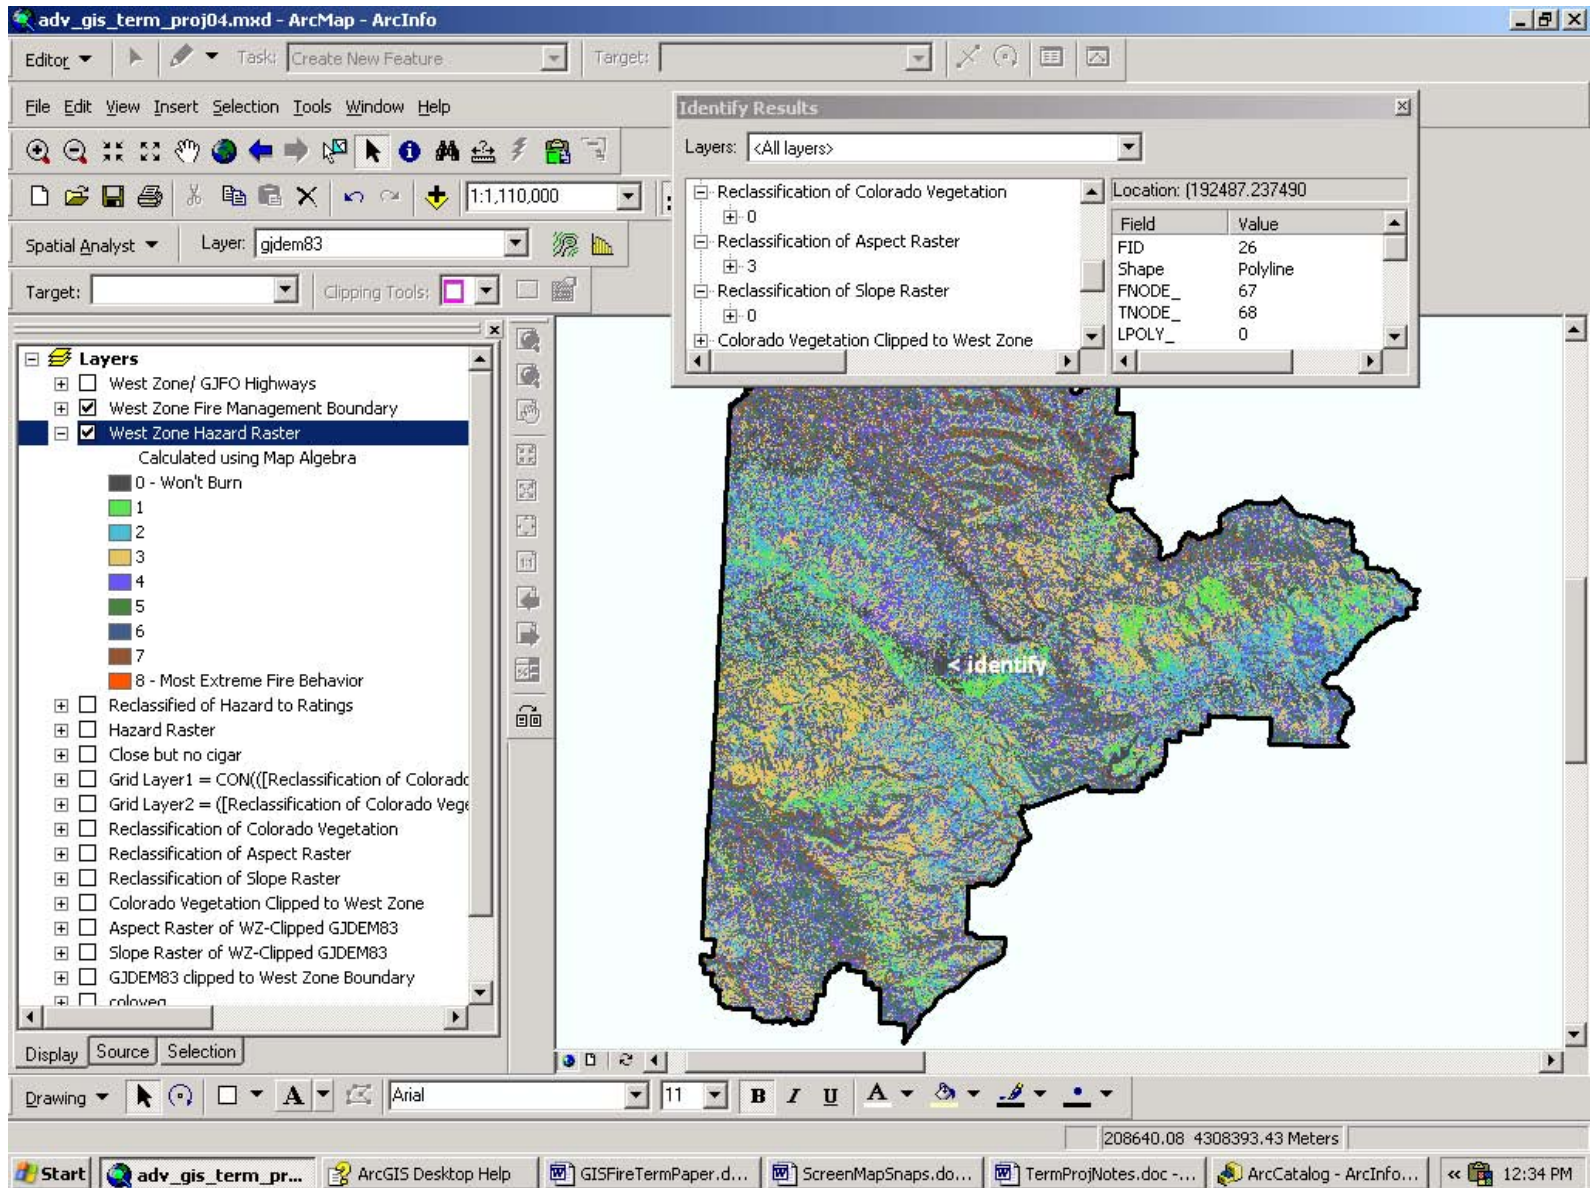 adv_gis_term_proj04.mxd - ArcMap - ArcInfo
Editor Task: Create New Feature Target:
File Edit View Insert Selection Tools Window Help
1:1,110,000
Spatial Analyst Layer: gjdem83
Target: Clipping Tools:
Identify Results
Layers: <All layers>
Reclassification of Colorado Vegetation
0
Reclassification of Aspect Raster
3
Reclassification of Slope Raster
0
Colorado Vegetation Clipped to West Zone
Location: (192487.237490
Field Value
FID 26
Shape Polyline
FNODE_ 67
TNODE_ 68
LPOLY_ 0
Layers
West Zone/ GJFO Highways
West Zone Fire Management Boundary
West Zone Hazard Raster
Calculated using Map Algebra
0 - Won't Burn
1
2
3
4
5
6
7
8 - Most Extreme Fire Behavior
Reclassified of Hazard to Ratings
Hazard Raster
Close but no cigar
Grid Layer1 = CON(([Reclassification of Colorado
Grid Layer2 = ([Reclassification of Colorado Vege
Reclassification of Colorado Vegetation
Reclassification of Aspect Raster
Reclassification of Slope Raster
Colorado Vegetation Clipped to West Zone
Aspect Raster of WZ-Clipped GJDEM83
Slope Raster of WZ-Clipped GJDEM83
GJDEM83 clipped to West Zone Boundary
coloveg
Display Source Selection
1:1
< identify
Drawing A Arial 11 B I U A
208640.08 4308393.43 Meters
Start adv_gis_term_pr... ArcGIS Desktop Help GISFireTermPaper.d... ScreenMapSnaps.do... TermProjNotes.doc -... ArcCatalog - ArcInfo... « 12:34 PM